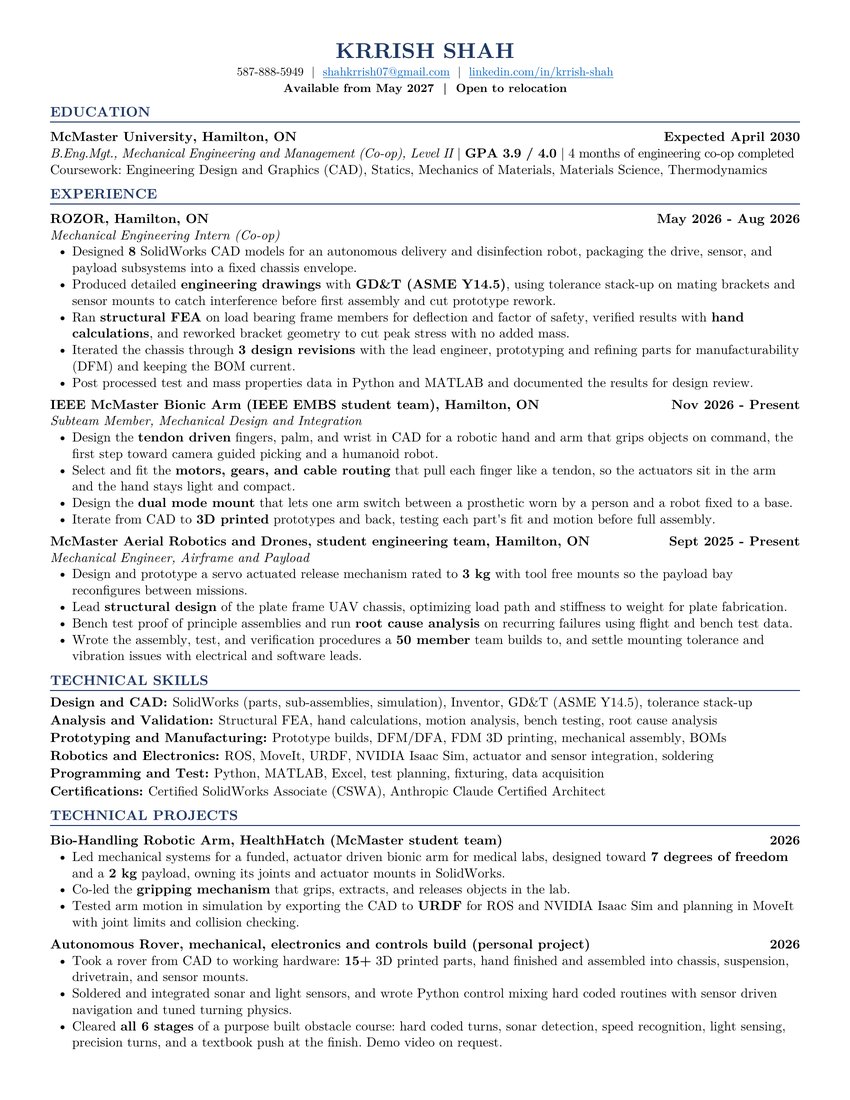 KRRISH SHAH
587-888-5949 | shahkrrish07@gmail.com | linkedin.com/in/krrish-shah
Available from May 2027 | Open to relocation
EDUCATION
McMaster University, Hamilton, ON Expected April 2030
B.Eng.Mgt., Mechanical Engineering and Management (Co-op), Level II | GPA 3.9 / 4.0 | 4 months of engineering co-op completed
Coursework: Engineering Design and Graphics (CAD), Statics, Mechanics of Materials, Materials Science, Thermodynamics
EXPERIENCE
ROZOR, Hamilton, ON May 2026 - Aug 2026
Mechanical Engineering Intern (Co-op)
• Designed 8 SolidWorks CAD models for an autonomous delivery and disinfection robot, packaging the drive, sensor, and
payload subsystems into a fixed chassis envelope.
• Produced detailed engineering drawings with GD&T (ASME Y14.5), using tolerance stack-up on mating brackets and
sensor mounts to catch interference before first assembly and cut prototype rework.
• Ran structural FEA on load bearing frame members for deflection and factor of safety, verified results with hand
calculations, and reworked bracket geometry to cut peak stress with no added mass.
• Iterated the chassis through 3 design revisions with the lead engineer, prototyping and refining parts for manufacturability
(DFM) and keeping the BOM current.
• Post processed test and mass properties data in Python and MATLAB and documented the results for design review.
IEEE McMaster Bionic Arm (IEEE EMBS student team), Hamilton, ON Nov 2026 - Present
Subteam Member, Mechanical Design and Integration
• Design the tendon driven fingers, palm, and wrist in CAD for a robotic hand and arm that grips objects on command, the
first step toward camera guided picking and a humanoid robot.
• Select and fit the motors, gears, and cable routing that pull each finger like a tendon, so the actuators sit in the arm
and the hand stays light and compact.
• Design the dual mode mount that lets one arm switch between a prosthetic worn by a person and a robot fixed to a base.
• Iterate from CAD to 3D printed prototypes and back, testing each part's fit and motion before full assembly.
McMaster Aerial Robotics and Drones, student engineering team, Hamilton, ON Sept 2025 - Present
Mechanical Engineer, Airframe and Payload
• Design and prototype a servo actuated release mechanism rated to 3 kg with tool free mounts so the payload bay
reconfigures between missions.
• Lead structural design of the plate frame UAV chassis, optimizing load path and stiffness to weight for plate fabrication.
• Bench test proof of principle assemblies and run root cause analysis on recurring failures using flight and bench test data.
• Wrote the assembly, test, and verification procedures a 50 member team builds to, and settle mounting tolerance and
vibration issues with electrical and software leads.
TECHNICAL SKILLS
Design and CAD: SolidWorks (parts, sub-assemblies, simulation), Inventor, GD&T (ASME Y14.5), tolerance stack-up
Analysis and Validation: Structural FEA, hand calculations, motion analysis, bench testing, root cause analysis
Prototyping and Manufacturing: Prototype builds, DFM/DFA, FDM 3D printing, mechanical assembly, BOMs
Robotics and Electronics: ROS, MoveIt, URDF, NVIDIA Isaac Sim, actuator and sensor integration, soldering
Programming and Test: Python, MATLAB, Excel, test planning, fixturing, data acquisition
Certifications: Certified SolidWorks Associate (CSWA), Anthropic Claude Certified Architect
TECHNICAL PROJECTS
Bio-Handling Robotic Arm, HealthHatch (McMaster student team) 2026
• Led mechanical systems for a funded, actuator driven bionic arm for medical labs, designed toward 7 degrees of freedom
and a 2 kg payload, owning its joints and actuator mounts in SolidWorks.
• Co-led the gripping mechanism that grips, extracts, and releases objects in the lab.
• Tested arm motion in simulation by exporting the CAD to URDF for ROS and NVIDIA Isaac Sim and planning in MoveIt
with joint limits and collision checking.
Autonomous Rover, mechanical, electronics and controls build (personal project) 2026
• Took a rover from CAD to working hardware: 15+ 3D printed parts, hand finished and assembled into chassis, suspension,
drivetrain, and sensor mounts.
• Soldered and integrated sonar and light sensors, and wrote Python control mixing hard coded routines with sensor driven
navigation and tuned turning physics.
• Cleared all 6 stages of a purpose built obstacle course: hard coded turns, sonar detection, speed recognition, light sensing,
precision turns, and a textbook push at the finish. Demo video on request.